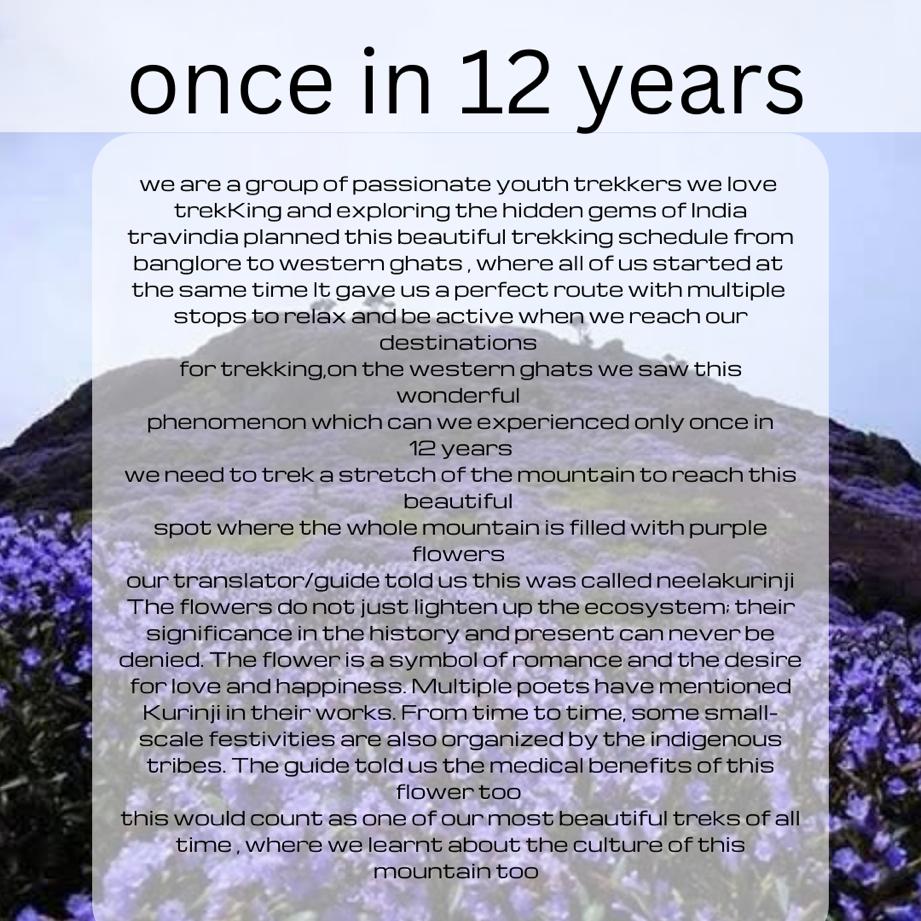 once in 12 years
we are a group of passionate youth trekkers we love
trekKing and exploring the hidden gems of India
travindia planned this beautiful trekking schedule from
banglore to western ghats , where all of us started at
the same time It gave us a perfect route with multiple
stops to relax and be active when we reach our
destinations
for trekking,on the western ghats we saw this
wonderful
phenomenon which can we experienced only once in
12 years
we need to trek a stretch of the mountain to reach this
beautiful
spot where the whole mountain is filled with purple
flowers
our translator/guide told us this was called neelakurinji
The flowers do not just lighten up the ecosystem; their
significance in the history and present can never be
denied. The flower is a symbol of romance and the desire
for love and happiness. Multiple poets have mentioned
Kurinji in their works. From time to time, some small-
scale festivities are also organized by the indigenous
tribes. The guide told us the medical benefits of this
flower too
this would count as one of our most beautiful treks of all
time , where we learnt about the culture of this
mountain too